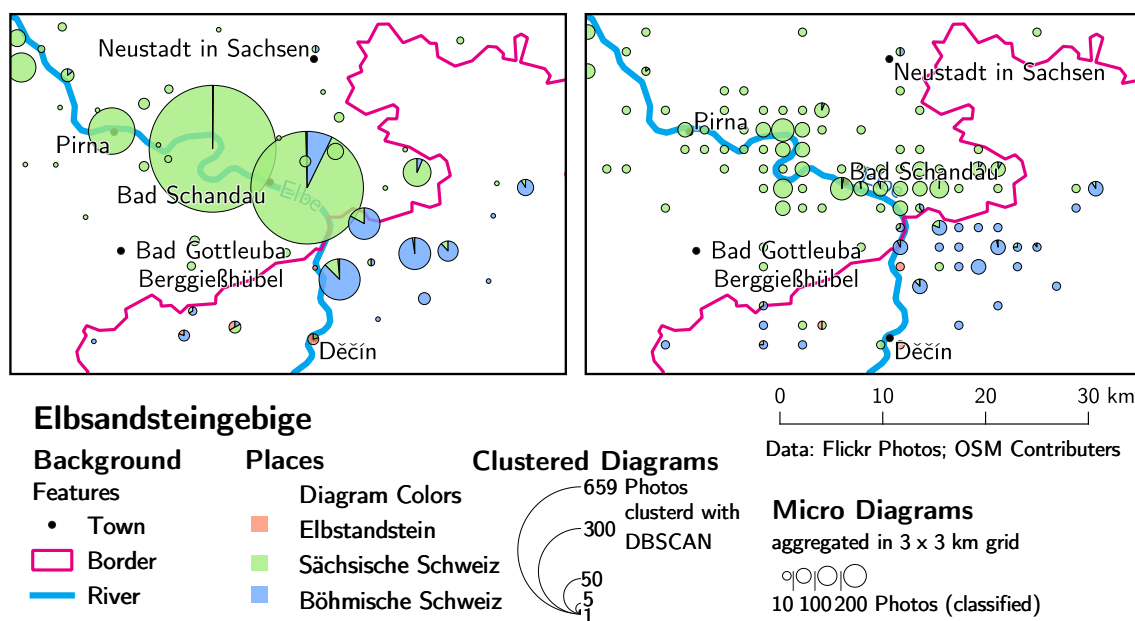 Neustadt in Sachsen
Pirna
Bad Schandau
Elbe
Bad Gottleuba
Berggießhübel
Děčín
Neustadt in Sachsen
Pirna
Bad Schandau
Bad Gottleuba
Berggießhübel
Děčín
0 10 20 30 km
Data: Flickr Photos; OSM Contributers
Elbsandsteingebige
Background
Features
Town
Border
River
Places
Diagram Colors
Elbstandstein
Sächsische Schweiz
Böhmische Schweiz
Clustered Diagrams
659 Photos
clusterd with
300
DBSCAN
50
5
1
Micro Diagrams
aggregated in 3 x 3 km grid
10 100 200 Photos (classified)